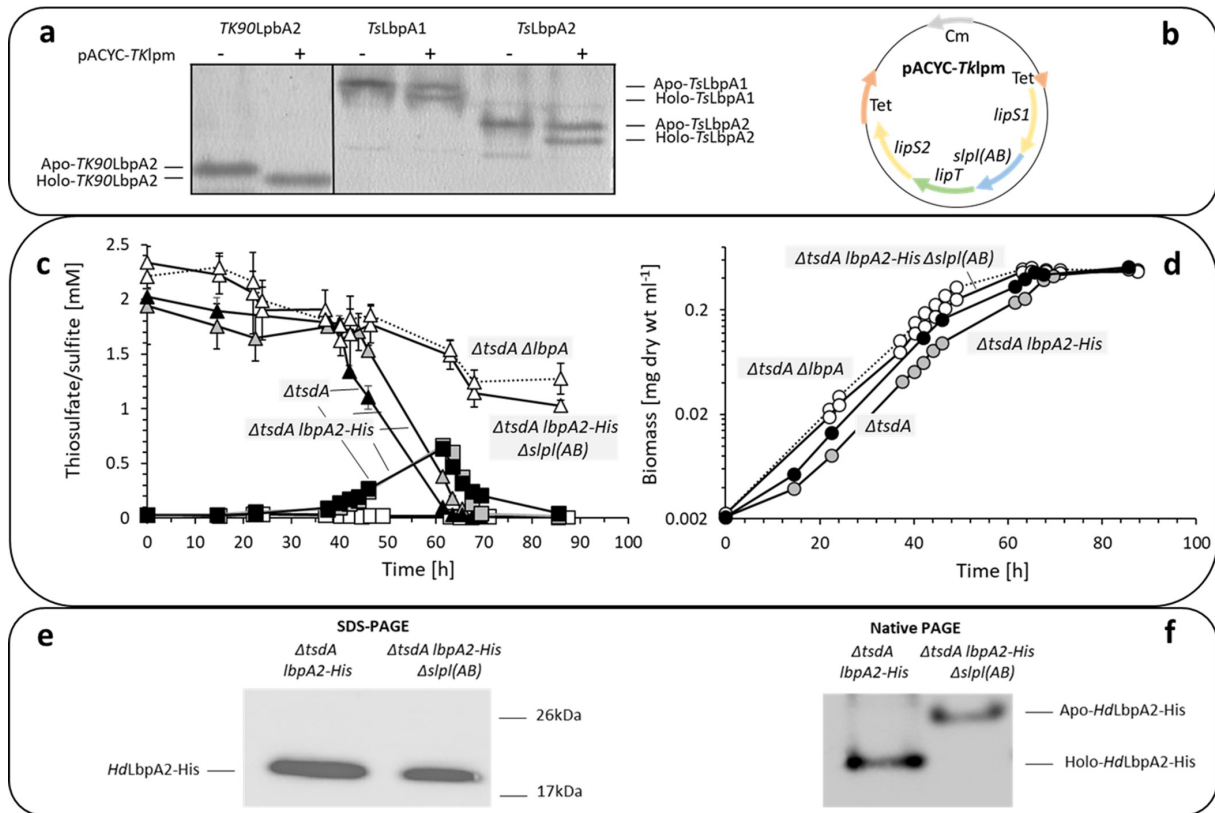 a
TK90LpbA2 TsLbpA1 TsLbpA2
pACYC-TKlpm - + - + - +
Apo-TsLbpA1
Holo-TsLbpA1
Apo-TsLbpA2
Holo-TsLbpA2
Apo-TK90LbpA2
Holo-TK90LbpA2
b
Cm
pACYC-Tklpm
Tet
Tet
lipS1
slpl(AB)
lipT
lipS2
c
Thiosulfate/sulfite [mM]
2.5
2
1.5
1
0.5
0
ΔtsdA ΔlbpA
ΔtsdA
ΔtsdA lbpA2-His
ΔtsdA lbpA2-His
Δslpl(AB)
0 10 20 30 40 50 60 70 80 90 100
Time [h]
d
Biomass [mg dry wt ml-1]
0.2
0.02
0.002
ΔtsdA lbpA2-His Δslpl(AB)
ΔtsdA ΔlbpA
ΔtsdA lbpA2-His
ΔtsdA
0 20 40 60 80 100
Time [h]
e
SDS-PAGE
ΔtsdA ΔtsdA lbpA2-His
lbpA2-His Δslpl(AB)
26kDa
HdLbpA2-His
17kDa
f
Native PAGE
ΔtsdA ΔtsdA lbpA2-His
lbpA2-His Δslpl(AB)
Apo-HdLbpA2-His
Holo-HdLbpA2-His